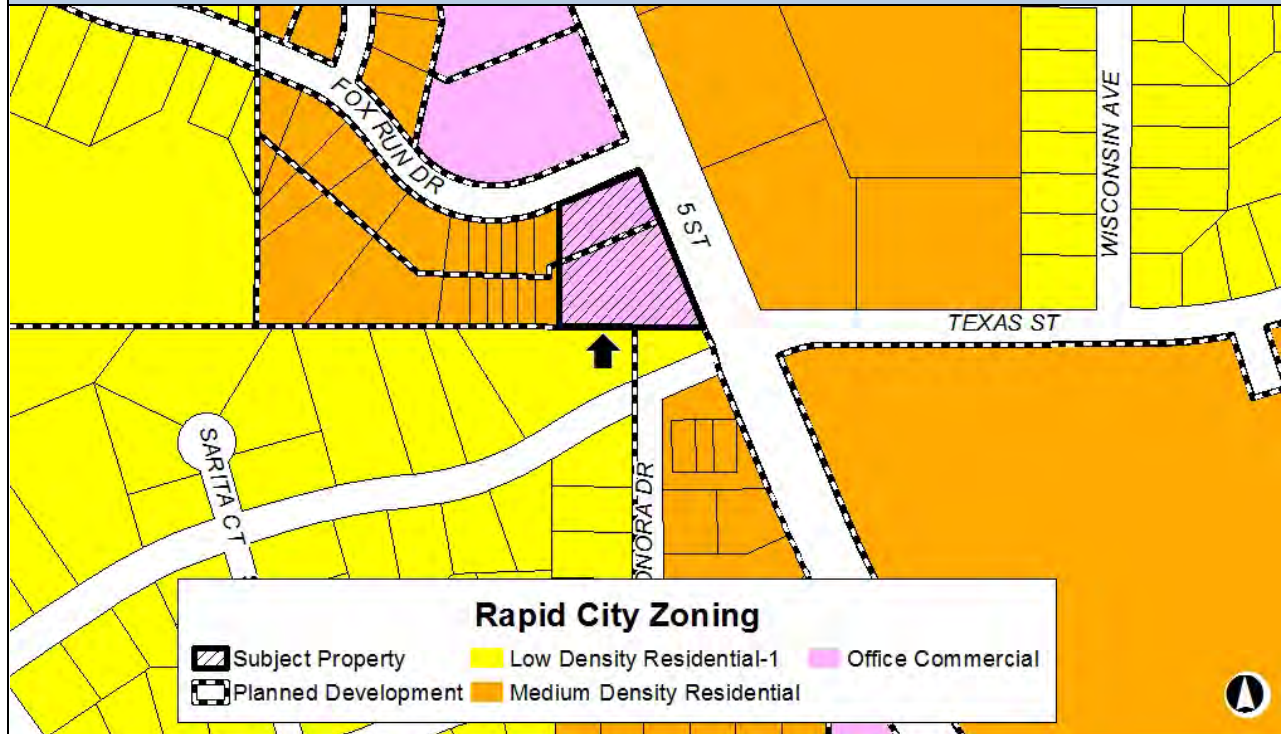 FOX RUN DR
5 ST
WISCONSIN AVE
TEXAS ST
SARITA CT
ONORA DR
Rapid City Zoning
Subject Property
Low Density Residential-1
Office Commercial
Planned Development
Medium Density Residential